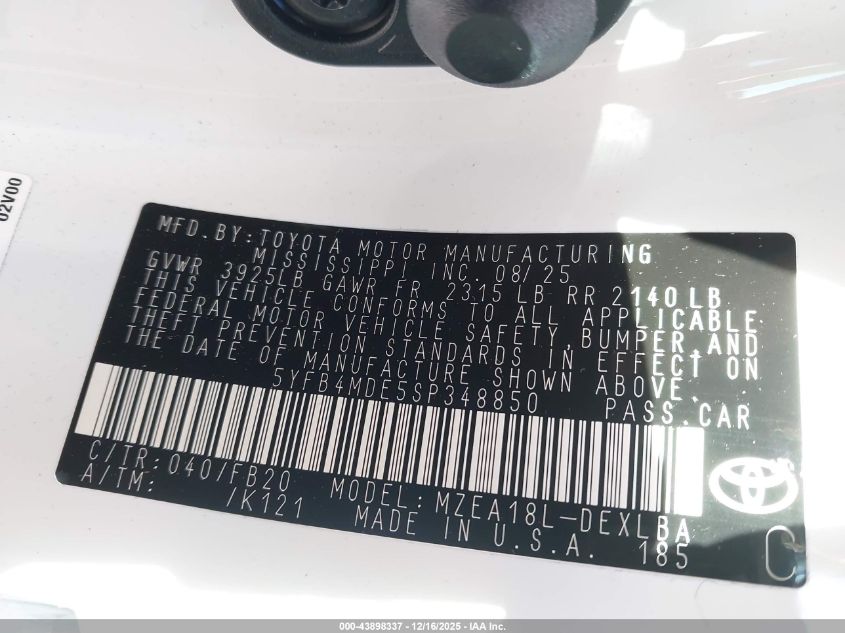 02V00
MFD.BY:TOYOTA MOTOR MANUFACTURING
MISSISSIPPI INC. 08/25
GVWR 3925LB GAWR FR 2315 LB RR 2140LB
THIS VEHICLE CONFORMS TO ALL APPLICABLE
FEDERAL MOTOR VEHICLE SAFETY,BUMPER,AND
THEFT PREVENTION STANDARDS IN EFFECT ON
THE DATE OF MANUFACTURE SHOWN ABOVE.
5YFB4MDE5SP348850 PASS.CAR
C/TR:040/FB20 MODEL:MZEA18L-DEXLBA
A/TM: /K121 MADE IN U.S.A. 185
C
000-43898337 - 12/16/2025 - IAA Inc.